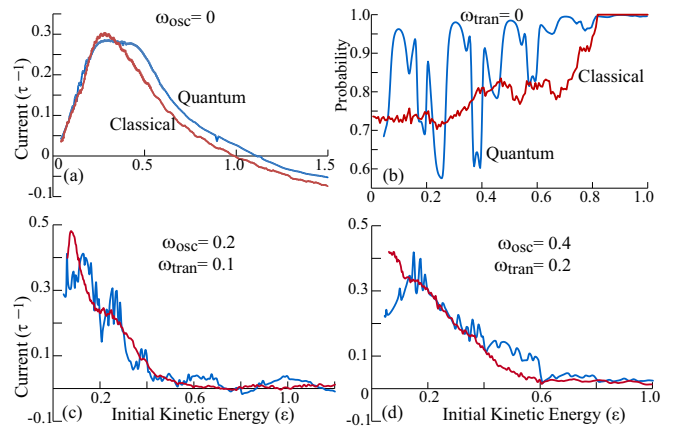 ω_osc = 0
Current (τ⁻¹)
0.3
0.2
0.1
0
-0.1
Quantum
Classical
(a)
0.5
1.0
1.5
ω_tran = 0
Probability
1.0
0.9
0.8
0.7
0.6
Classical
Quantum
(b)
0
0.2
0.4
0.6
0.8
1.0
ω_osc = 0.2
ω_tran = 0.1
Current (τ⁻¹)
0.5
0.3
0.1
0
-0.1
(c)
0.2
0.6
1.0
Initial Kinetic Energy (ε)
ω_osc = 0.4
ω_tran = 0.2
0.5
0.3
0.1
0
-0.1
(d)
0.2
0.6
1.0
Initial Kinetic Energy (ε)